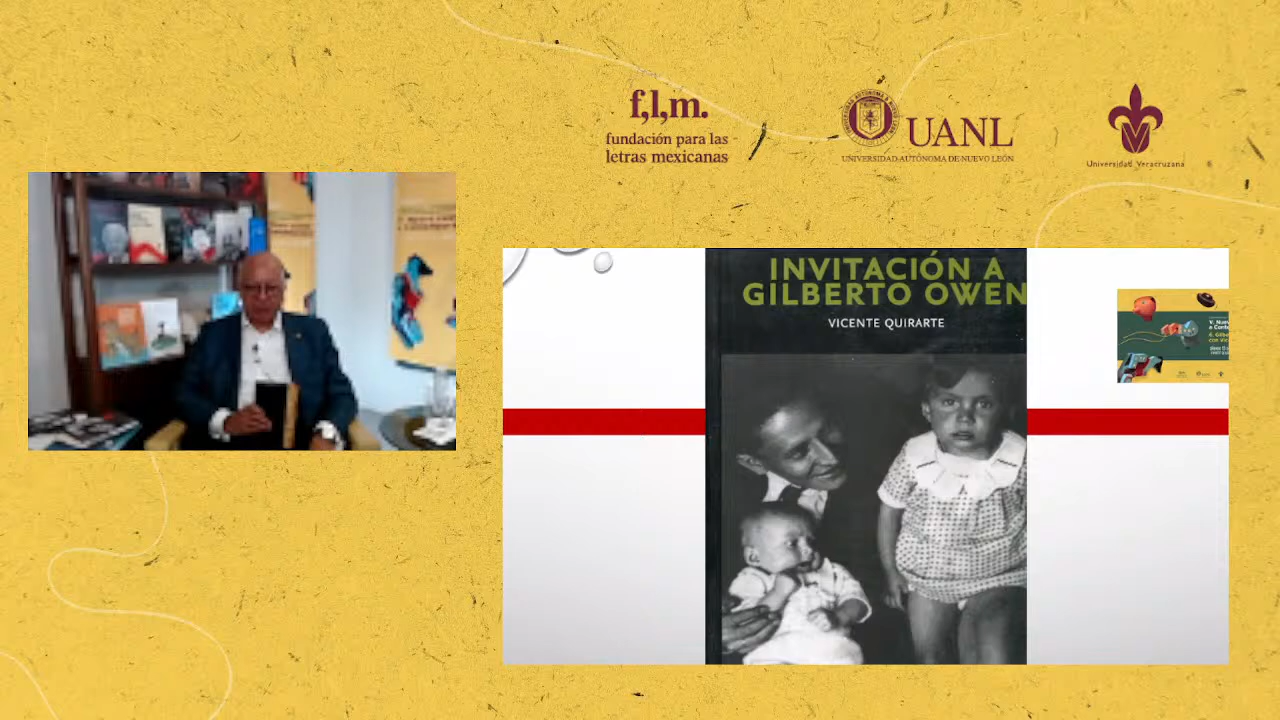 f,l,m.
fundación para las
letras mexicanas
UANL
UNIVERSIDAD AUTÓNOMA DE NUEVO LEÓN
Universidad Veracruzana
INVITACIÓN A
GILBERTO OWEN
VICENTE QUIRARTE